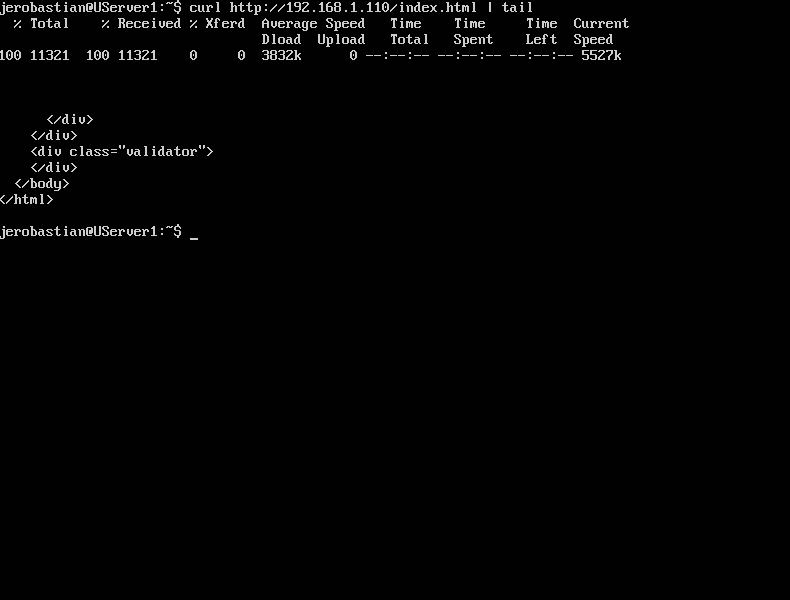 jerobastian@UServer1:~$ curl http://192.168.1.110/index.html | tail
  % Total    % Received % Xferd  Average Speed   Time    Time     Time  Current
                                 Dload  Upload   Total   Spent    Left  Speed
100 11321  100 11321    0     0  3832k      0 --:--:-- --:--:-- --:--:-- 5527k
      </div>
    </div>
    <div class="validator">
    </div>
  </body>
</html>
jerobastian@UServer1:~$ _